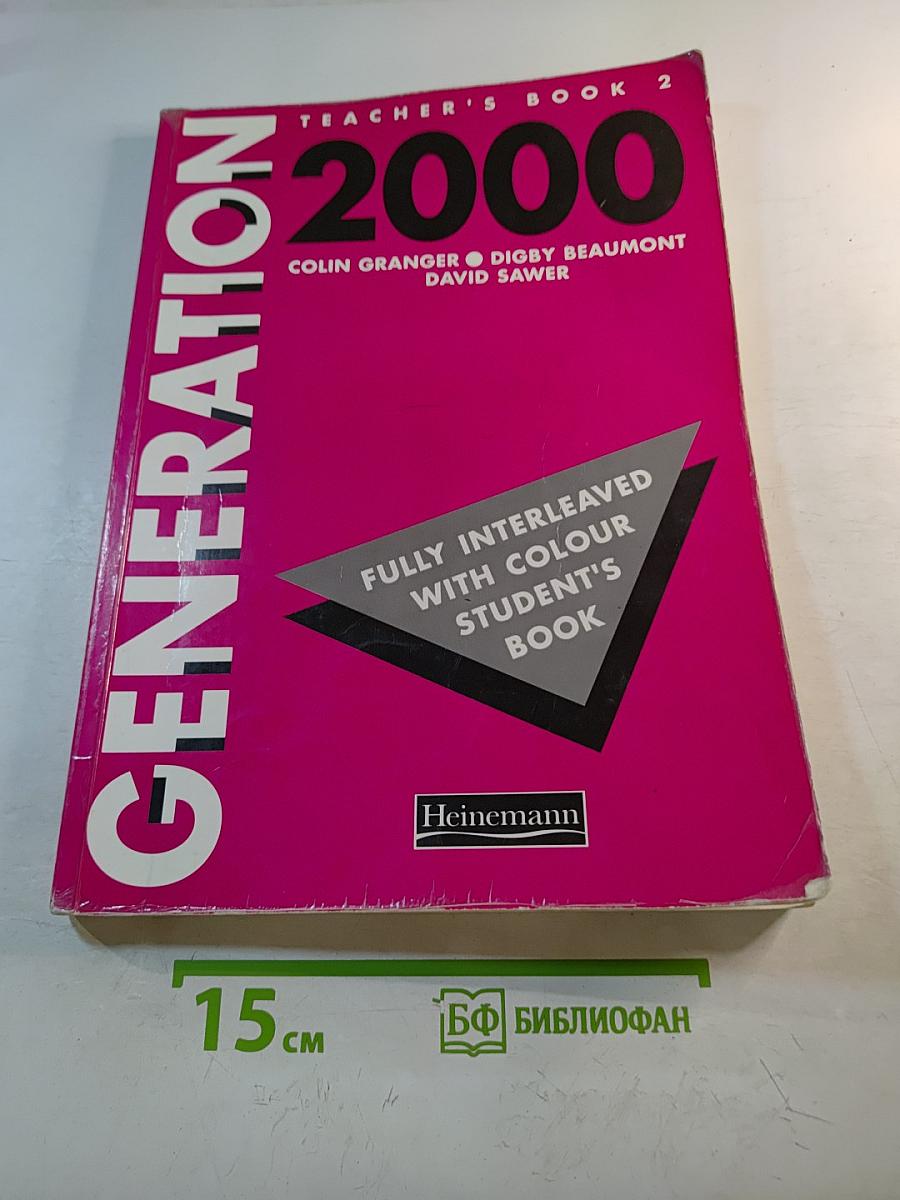 TEACHER'S BOOK 2
GENERATION
2000
COLIN GRANGER ● DIGBY BEAUMONT
DAVID SAWER
FULLY INTERLEAVED
WITH COLOUR
STUDENT'S
BOOK
Heinemann
15 см
БФ БИБЛИОФАН